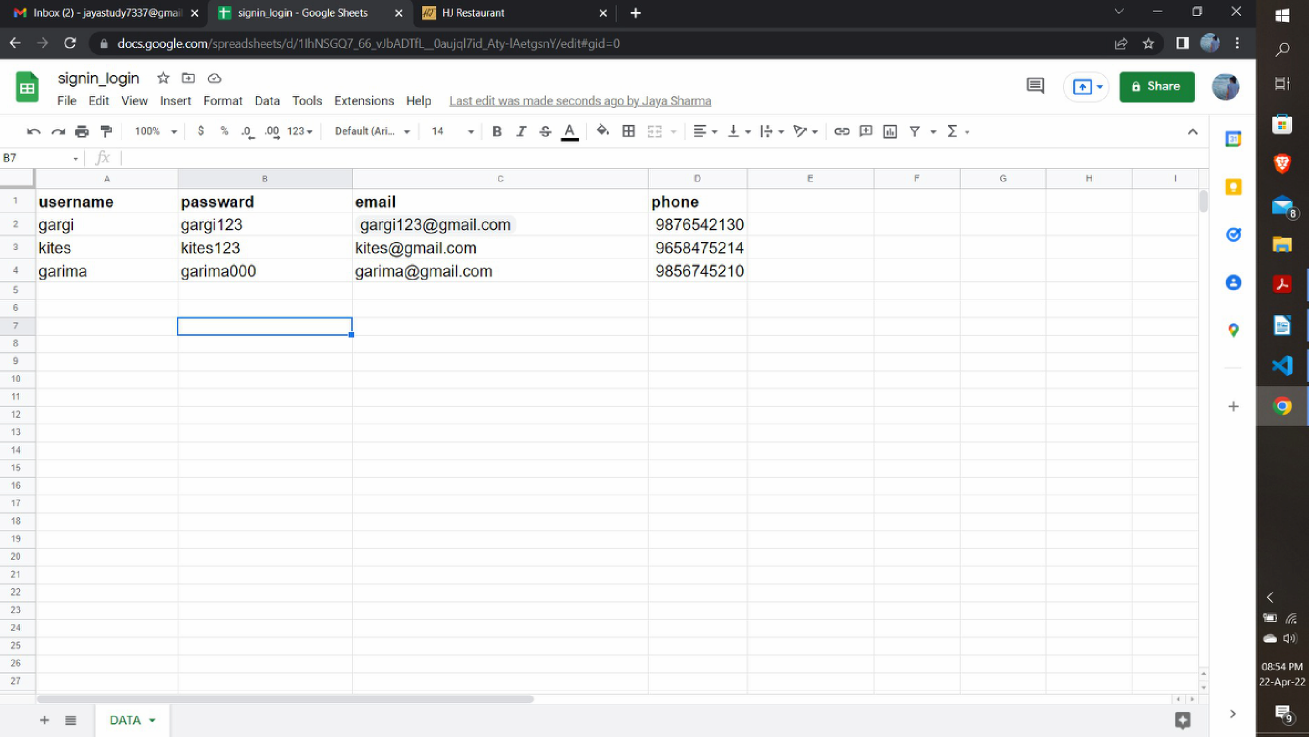 Inbox (2) - jayastudy7337@gmail
signin_login - Google Sheets
HJ Restaurant
docs.google.com/spreadsheets/d/1IhNSGQ7_66_vJbADTfL__0aujqI7id_Aty-lAetgsnY/edit#gid=0
signin_login
File Edit View Insert Format Data Tools Extensions Help Last edit was made seconds ago by Jaya Sharma
Share
100% $ % .0 .00 123 Default (Ari... 14 B I S A
B7 fx
A B C D E F G H I
1 username passward email phone
2 gargi gargi123 gargi123@gmail.com 9876542130
3 kites kites123 kites@gmail.com 9658475214
4 garima garima000 garima@gmail.com 9856745210
5
6
7
8
9
10
11
12
13
14
15
16
17
18
19
20
21
22
23
24
25
26
27
DATA
8
08:54 PM
22-Apr-22
9